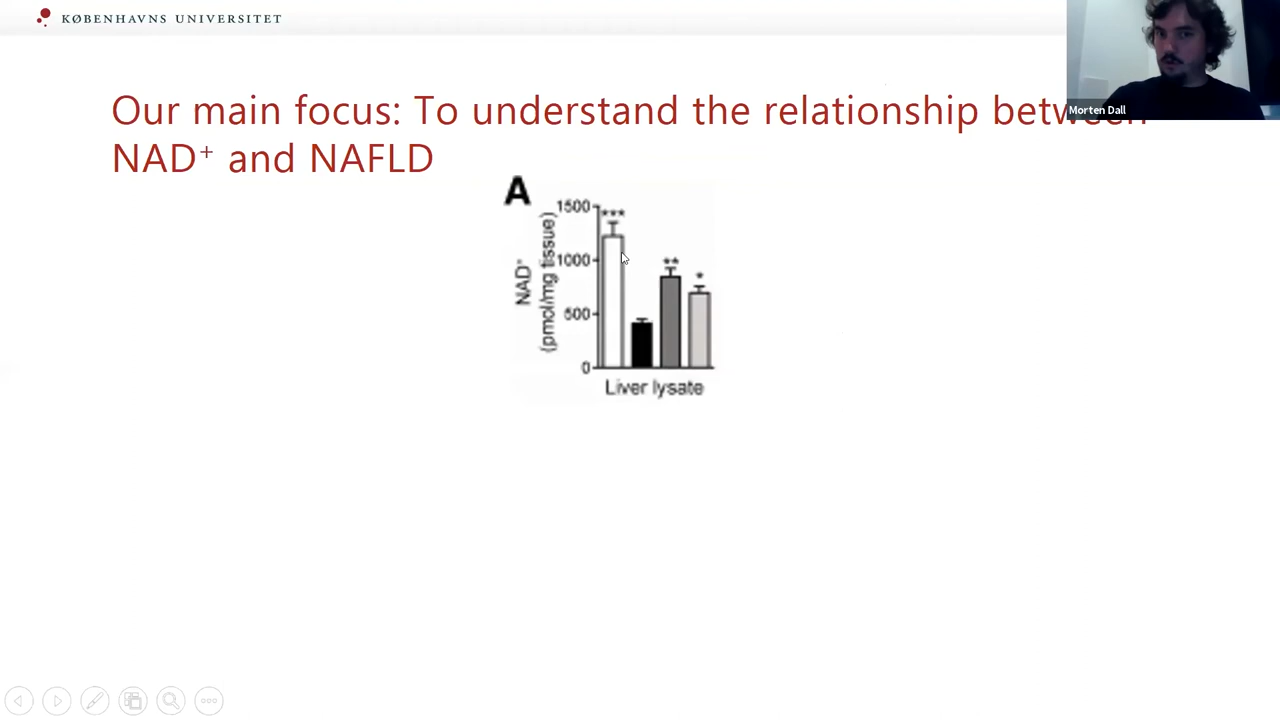 KØBENHAVNS UNIVERSITET
Morten Dall
Our main focus: To understand the relationship between
NAD⁺ and NAFLD
A
NAD⁺
(pmol/mg tissue)
1500
1000
500
0
***
**
*
Liver lysate